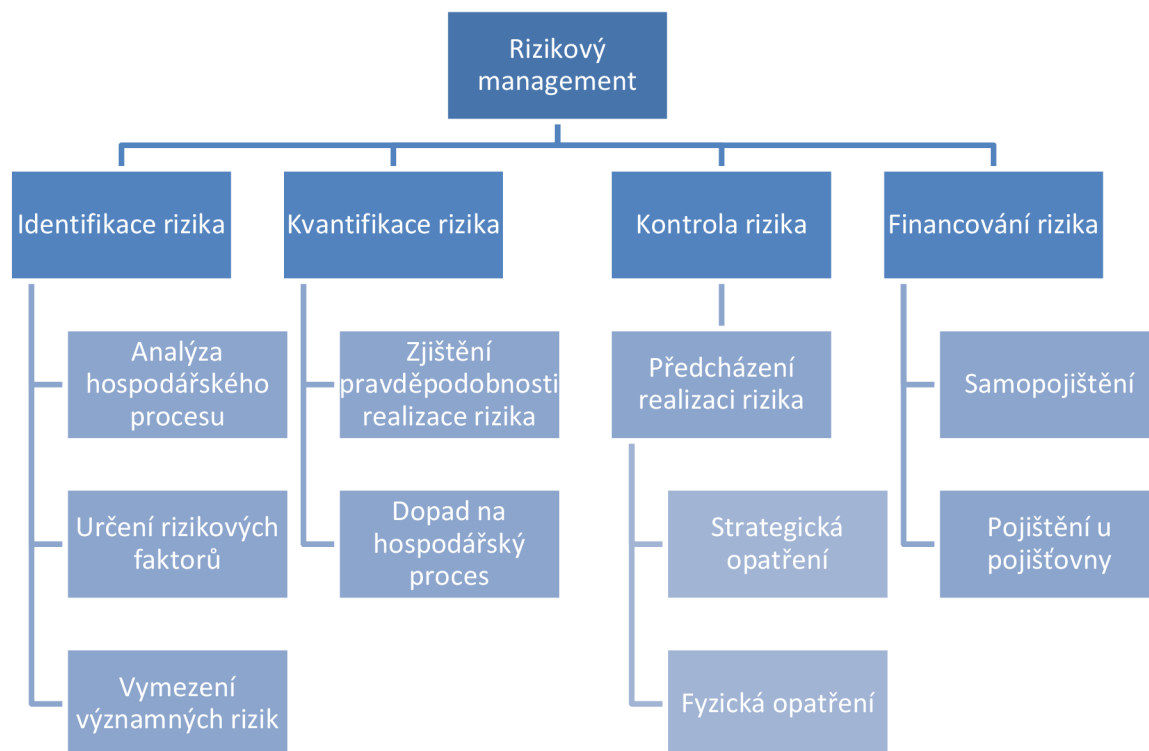 Rizikový
management
Identifikace rizika
Kvantifikace rizika
Kontrola rizika
Financování rizika
Analýza
hospodářského
procesu
Zjištění
pravděpodobnosti
realizace rizika
Předcházení
realizaci rizika
Samopojištění
Určení rizikových
faktorů
Dopad na
hospodářský
proces
Strategická
opatření
Pojištění u
pojišťovny
Vymezení
významných rizik
Fyzická opatření